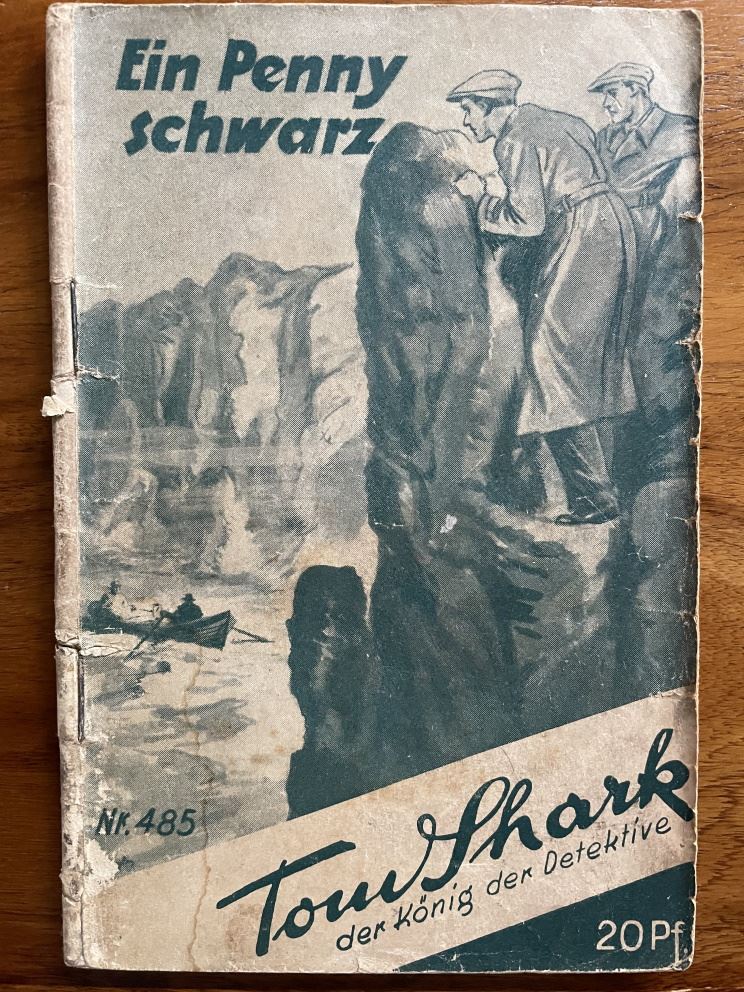 Ein Penny
schwarz
Nr. 485
Tom Shark
der König der Detektive
20 Pf.